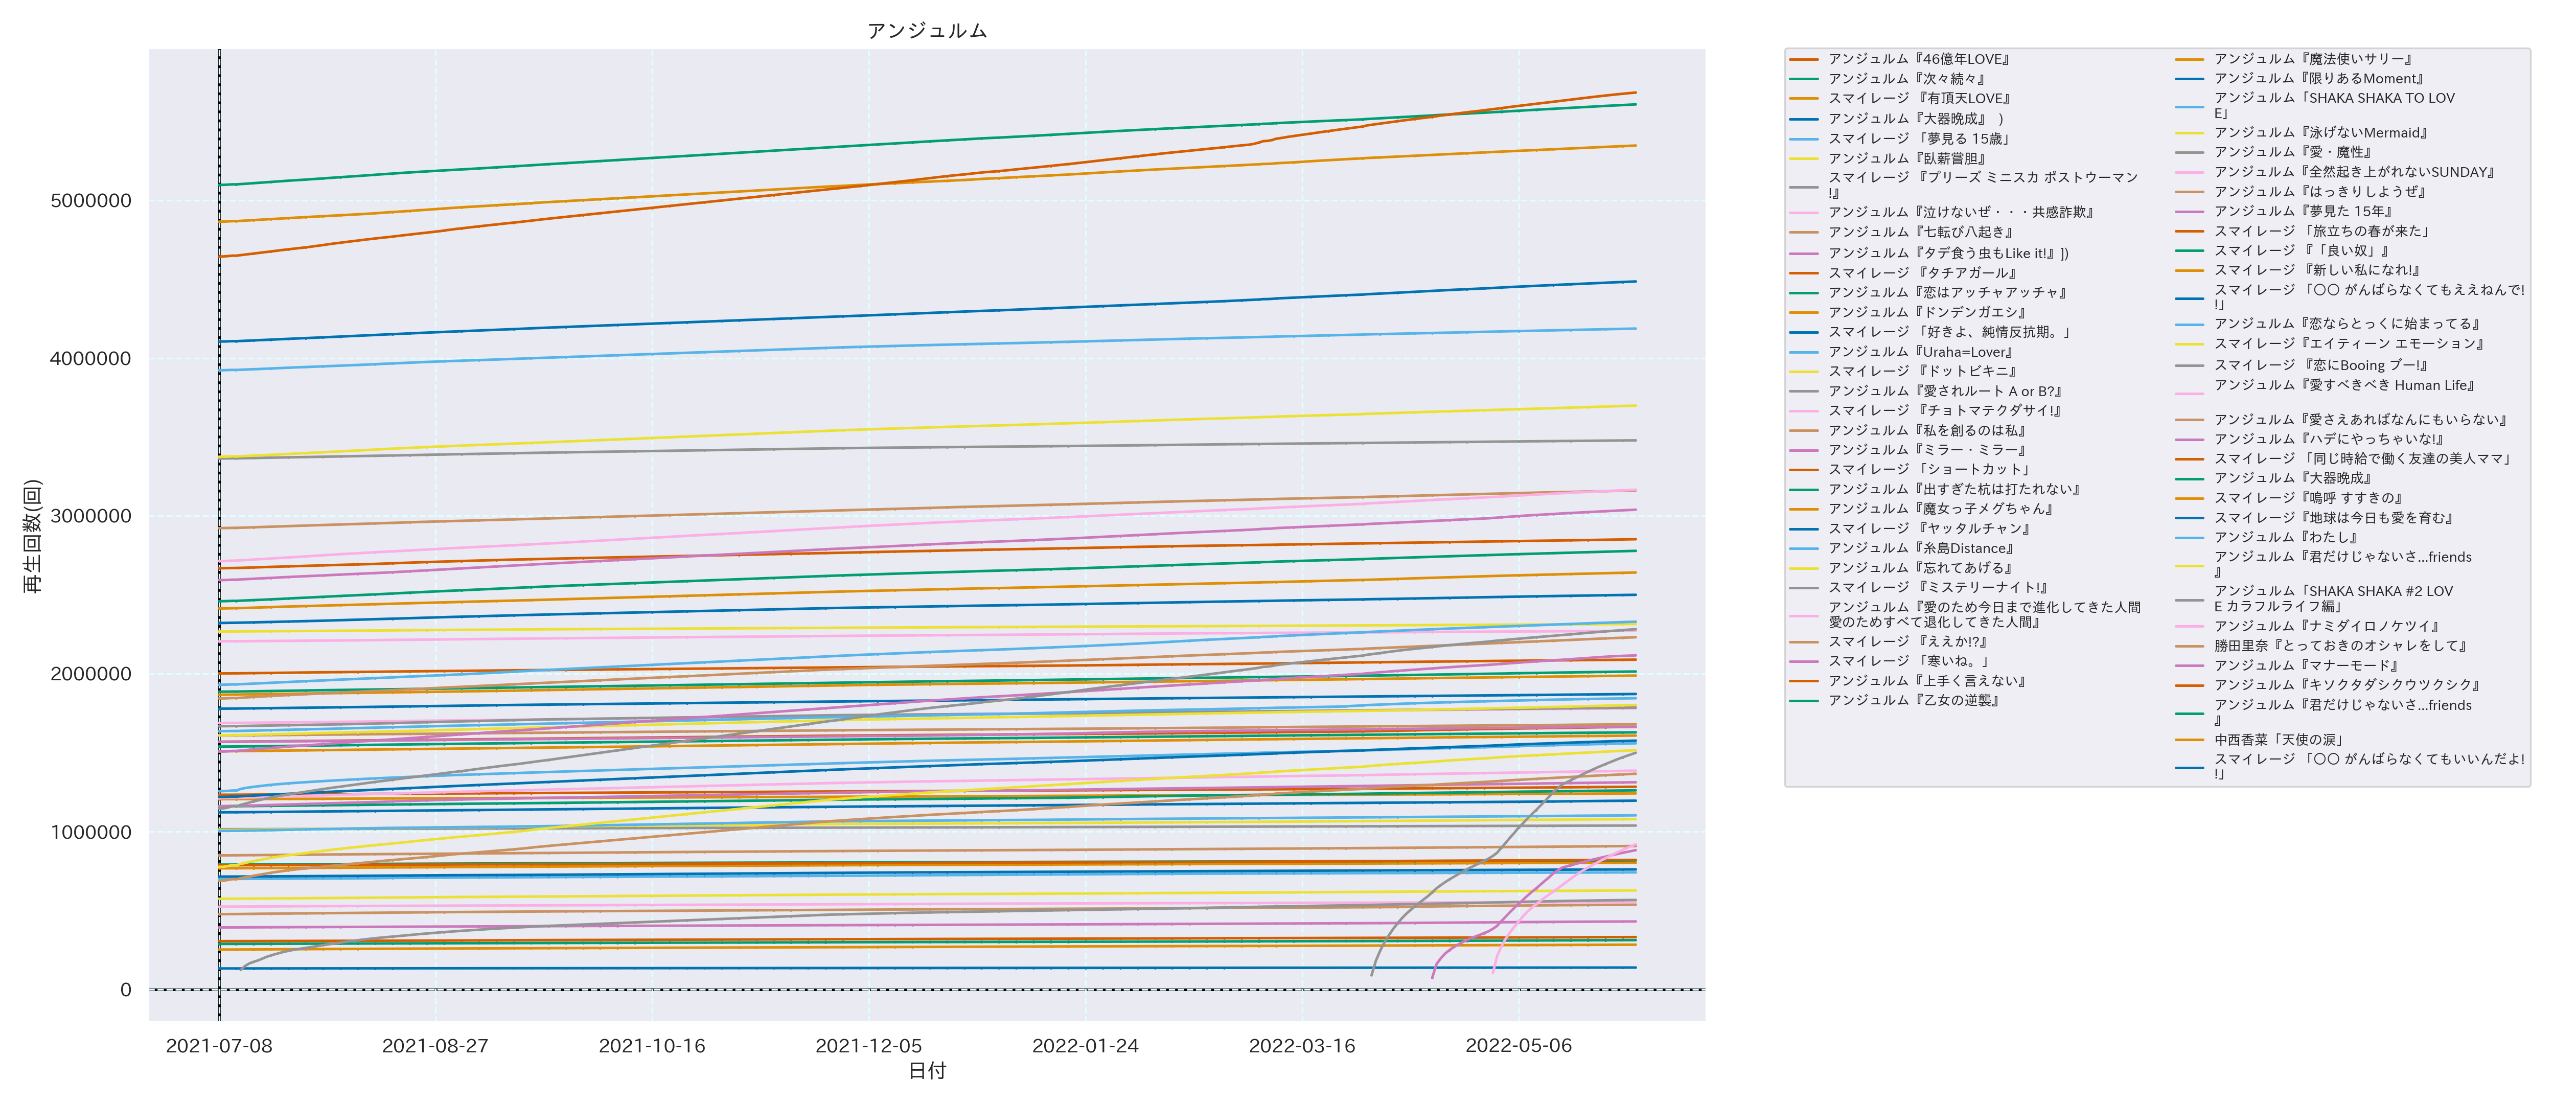 アンジュルム
再生回数(回)
5000000
4000000
3000000
2000000
1000000
0
2021-07-08
2021-08-27
2021-10-16
2021-12-05
2022-01-24
2022-03-16
2022-05-06
日付
アンジュルム『46億年LOVE』
アンジュルム『次々続々』
スマイレージ 『有頂天LOVE』
アンジュルム『大器晩成』 )
スマイレージ 「夢見る 15歳」
アンジュルム『臥薪嘗胆』
スマイレージ 『プリーズ ミニスカ ポストウーマン
!』
アンジュルム『泣けないぜ・・・共感詐欺』
アンジュルム『七転び八起き』
アンジュルム『タデ食う虫もLike it!』])
スマイレージ 『タチアガール』
アンジュルム『恋はアッチャアッチャ』
アンジュルム『ドンデンガエシ』
スマイレージ 「好きよ、純情反抗期。」
アンジュルム『Uraha=Lover』
スマイレージ 『ドットビキニ』
アンジュルム『愛されルート A or B?』
スマイレージ 『チョトマテクダサイ!』
アンジュルム『私を創るのは私』
アンジュルム『ミラー・ミラー』
スマイレージ 「ショートカット」
アンジュルム『出すぎた杭は打たれない』
アンジュルム『魔女っ子メグちゃん』
スマイレージ 『ヤッタルチャン』
アンジュルム『糸島Distance』
アンジュルム『忘れてあげる』
スマイレージ 『ミステリーナイト!』
アンジュルム『愛のため今日まで進化してきた人間
愛のためすべて退化してきた人間』
スマイレージ 『ええか!?』
スマイレージ 「寒いね。」
アンジュルム『上手く言えない』
アンジュルム『乙女の逆襲』
アンジュルム『魔法使いサリー』
アンジュルム『限りあるMoment』
アンジュルム「SHAKA SHAKA TO LOV
E」
アンジュルム『泳げないMermaid』
アンジュルム『愛・魔性』
アンジュルム『全然起き上がれないSUNDAY』
アンジュルム『はっきりしようぜ』
アンジュルム『夢見た 15年』
スマイレージ 「旅立ちの春が来た」
スマイレージ 『「良い奴」』
スマイレージ 『新しい私になれ!』
スマイレージ 「〇〇 がんばらなくてもええねんで!
!」
アンジュルム『恋ならとっくに始まってる』
スマイレージ『エイティーン エモーション』
スマイレージ 『恋にBooing ブー!』
アンジュルム『愛すべきべき Human Life』
アンジュルム『愛さえあればなんにもいらない』
アンジュルム『ハデにやっちゃいな!』
スマイレージ 「同じ時給で働く友達の美人ママ」
アンジュルム『大器晩成』
スマイレージ『嗚呼 すすきの』
スマイレージ『地球は今日も愛を育む』
アンジュルム『わたし』
アンジュルム『君だけじゃないさ...friends
』
アンジュルム「SHAKA SHAKA #2 LOV
E カラフルライフ編」
アンジュルム『ナミダイロノケツイ』
勝田里奈『とっておきのオシャレをして』
アンジュルム『マナーモード』
アンジュルム『キソクタダシクウツクシク』
アンジュルム『君だけじゃないさ...friends
』
中西香菜「天使の涙」
スマイレージ 「〇〇 がんばらなくてもいいんだよ!
!」